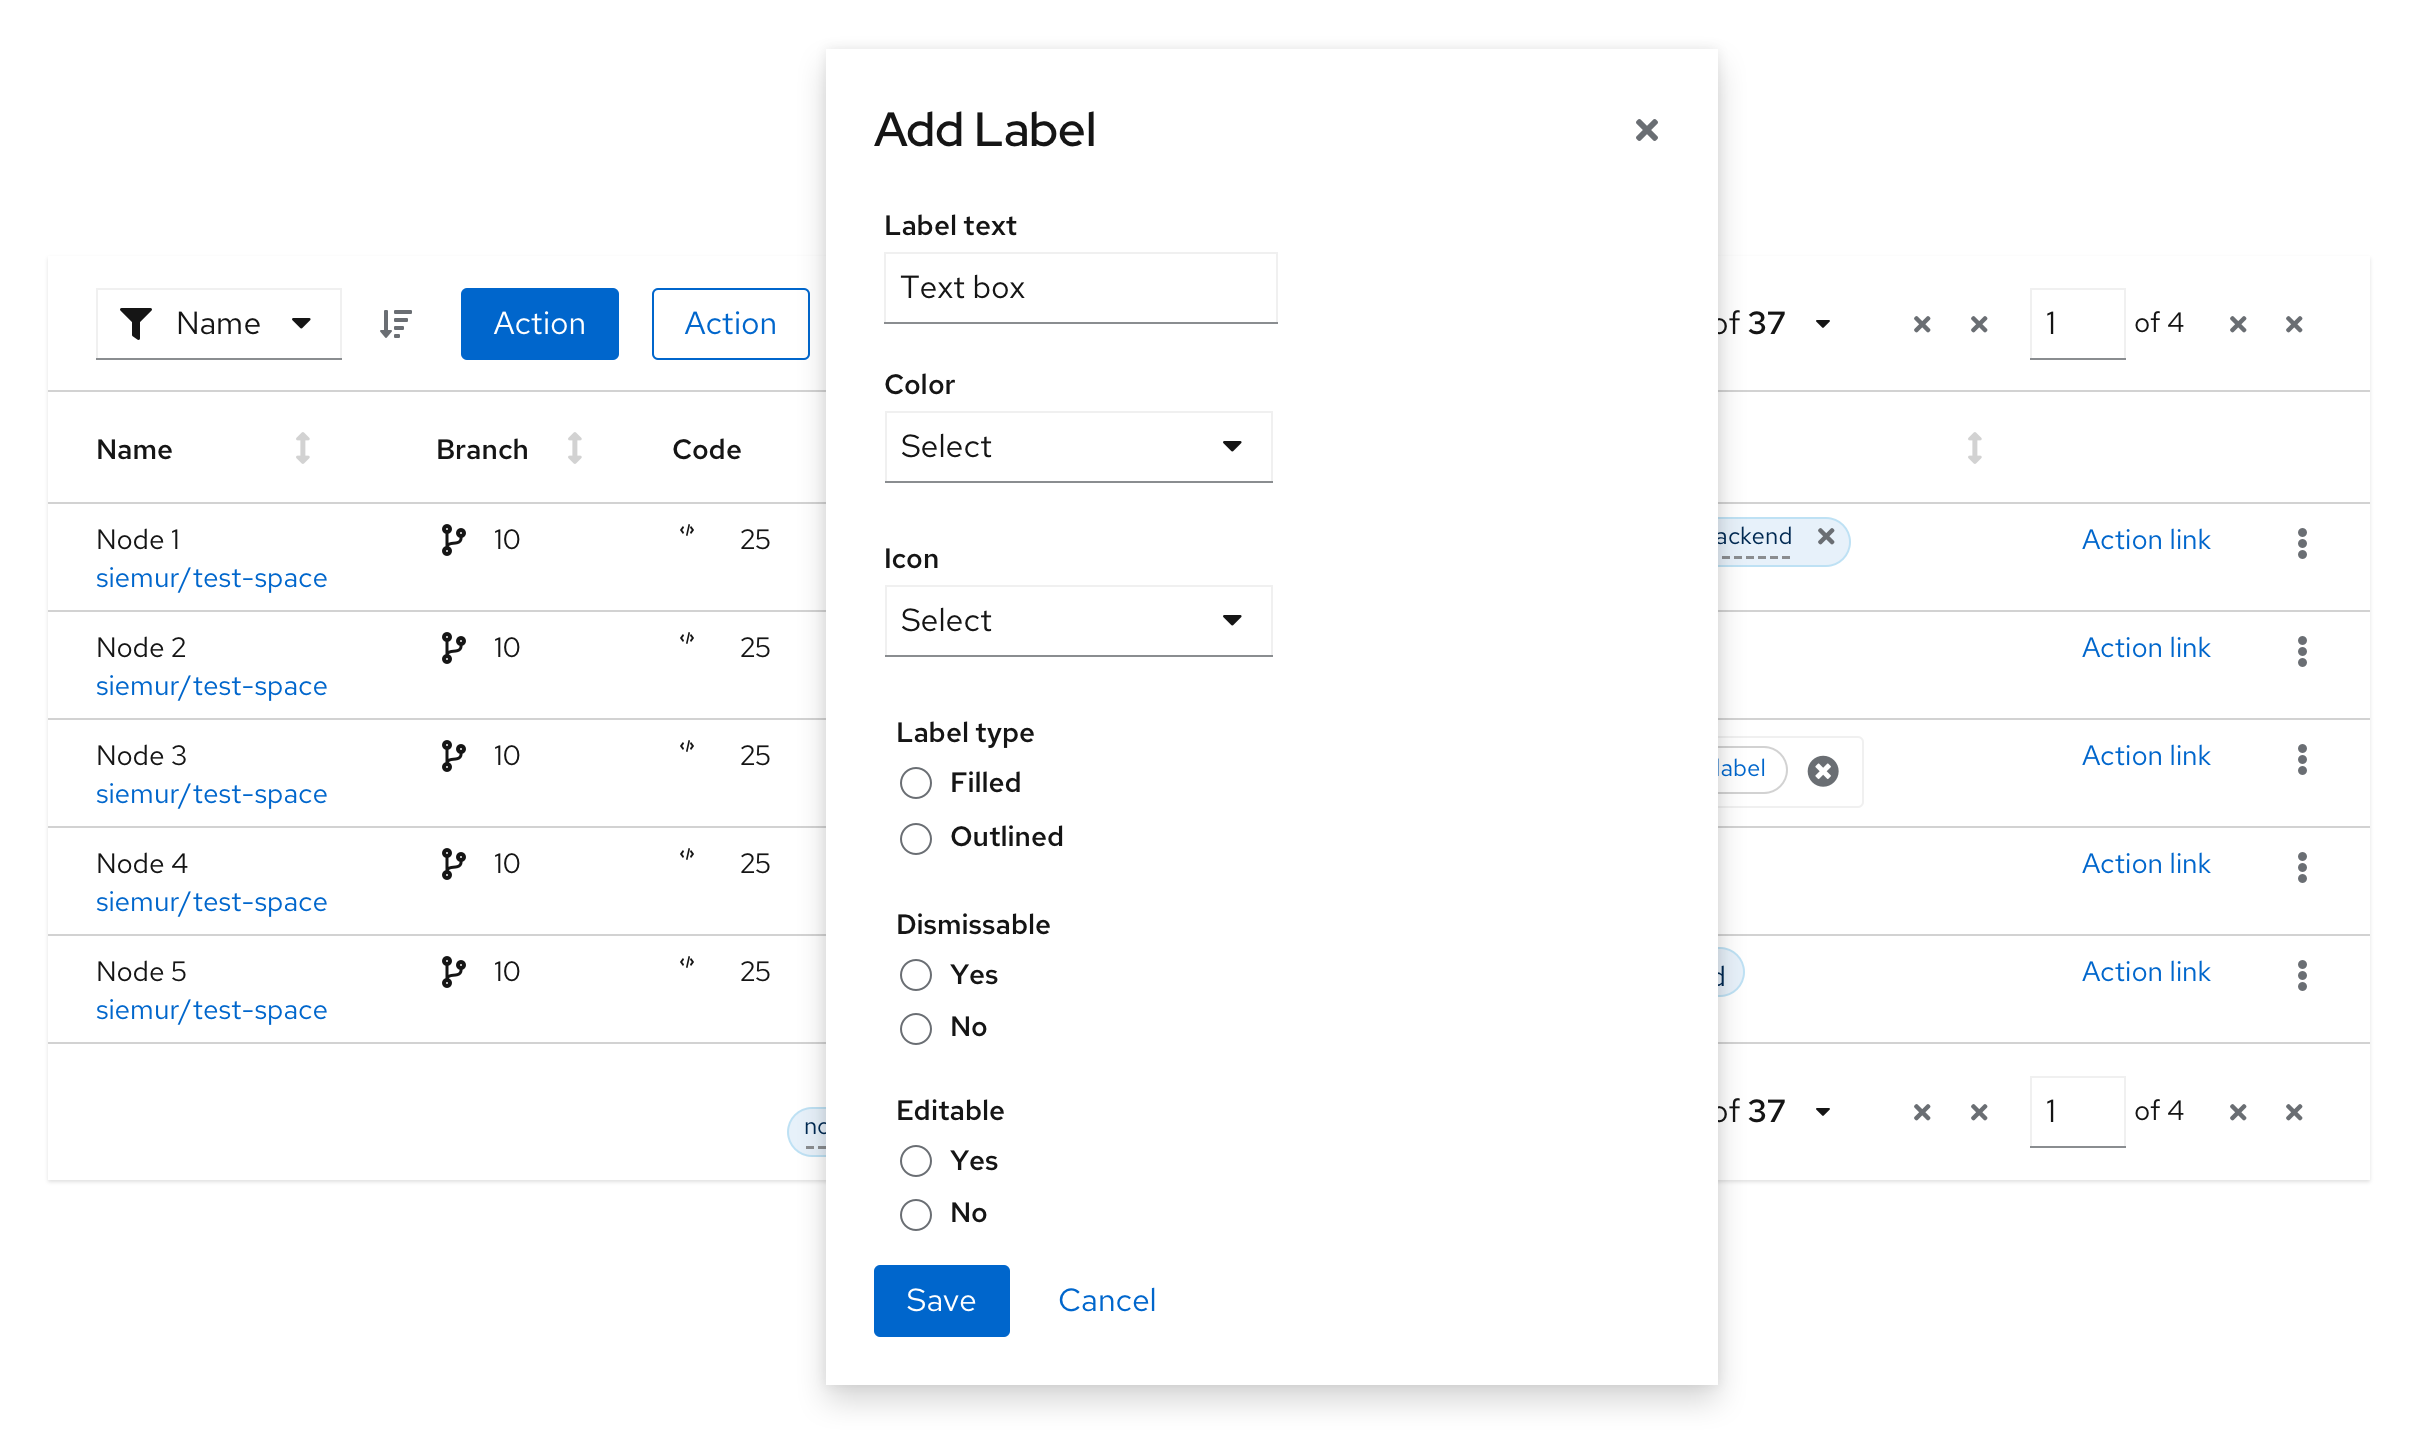 Add Label
Label text
Text box
Color
Select
Icon
Select
Label type
Filled
Outlined
Dismissable
Yes
No
Editable
Yes
No
Save Cancel
Name Action Action of 37 1 of 4
Name Branch Code
Node 1 10 25 ackend Action link
siemur/test-space
Node 2 10 25 Action link
siemur/test-space
Node 3 10 25 label Action link
siemur/test-space
Node 4 10 25 Action link
siemur/test-space
Node 5 10 25 d Action link
siemur/test-space
no of 37 1 of 4